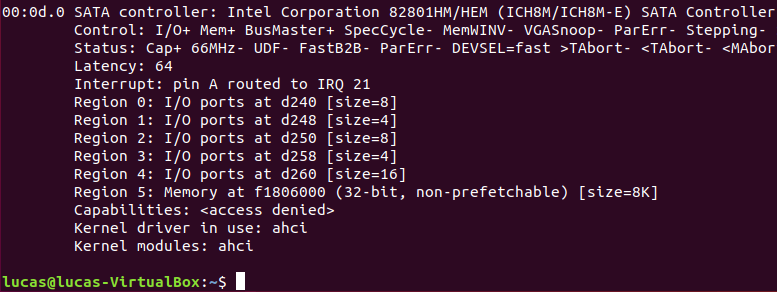 00:0d.0 SATA controller: Intel Corporation 82801HM/HEM (ICH8M/ICH8M-E) SATA Controller
Control: I/O+ Mem+ BusMaster+ SpecCycle- MemWINV- VGASnoop- ParErr- Stepping-
Status: Cap+ 66MHz- UDF- FastB2B- ParErr- DEVSEL=fast >TAbort- <TAbort- <MAbor
Latency: 64
Interrupt: pin A routed to IRQ 21
Region 0: I/O ports at d240 [size=8]
Region 1: I/O ports at d248 [size=4]
Region 2: I/O ports at d250 [size=8]
Region 3: I/O ports at d258 [size=4]
Region 4: I/O ports at d260 [size=16]
Region 5: Memory at f1806000 (32-bit, non-prefetchable) [size=8K]
Capabilities: <access denied>
Kernel driver in use: ahci
Kernel modules: ahci
lucas@lucas-VirtualBox:~$